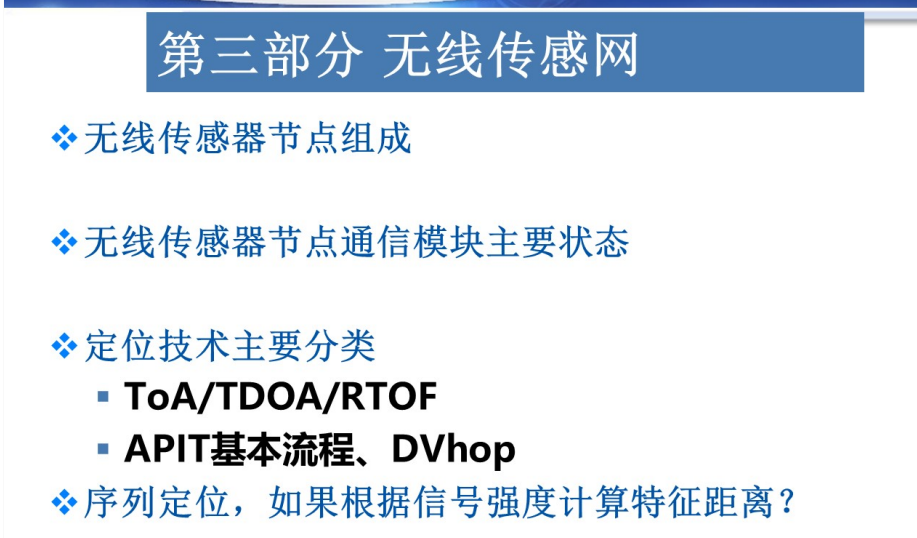 第三部分 无线传感网
无线传感器节点组成
无线传感器节点通信模块主要状态
定位技术主要分类
ToA/TDOA/RTOF
APIT基本流程、DVhop
序列定位，如果根据信号强度计算特征距离？